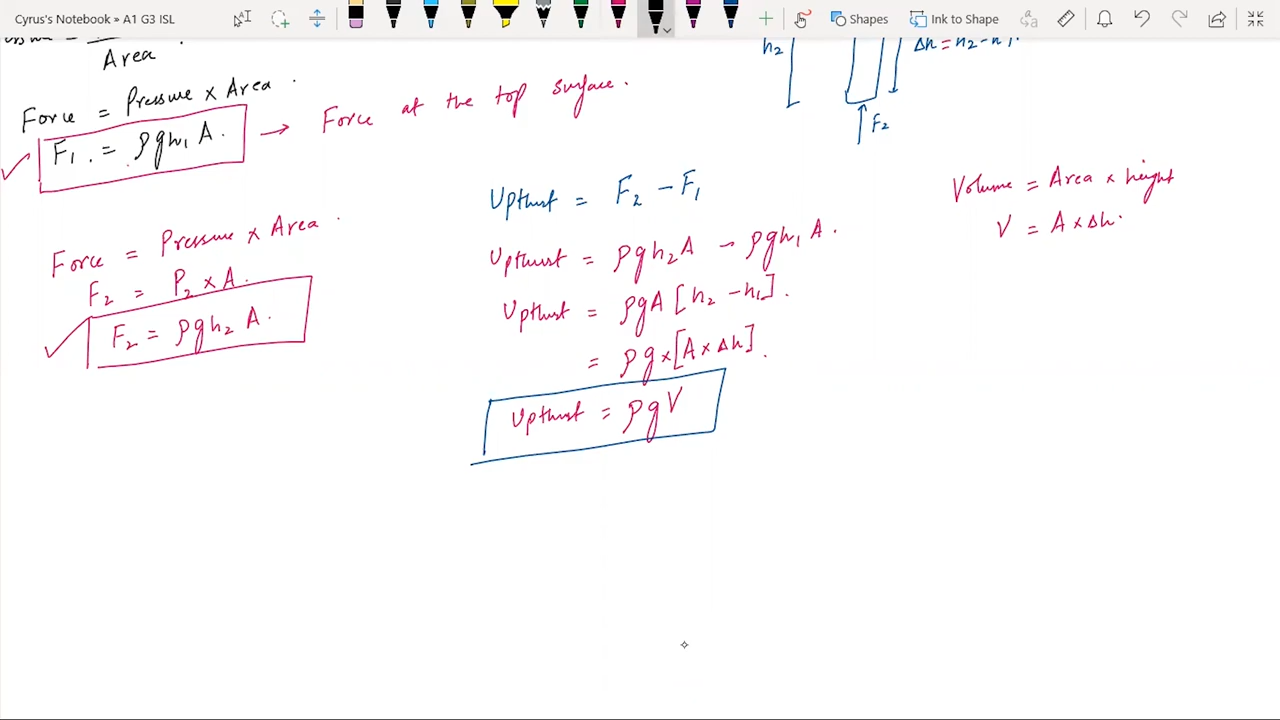 Cyrus's Notebook » A1 G3 ISL
Shapes
Ink to Shape
Area
Force = Pressure × Area
F₁ = ρgh₁ A.
→ Force at the top surface.
Force = Pressure × Area
F₂ = P₂ × A.
F₂ = ρgh₂ A.
Upthrust = F₂ − F₁
Upthrust = ρgh₂A − ρgh₁A.
Upthrust = ρgA [h₂ − h₁].
= ρg×[A × Δh].
Upthrust = ρgV
h₂
Δh = h₂ − h₁.
F₂
Volume = Area × height
V = A × Δh.